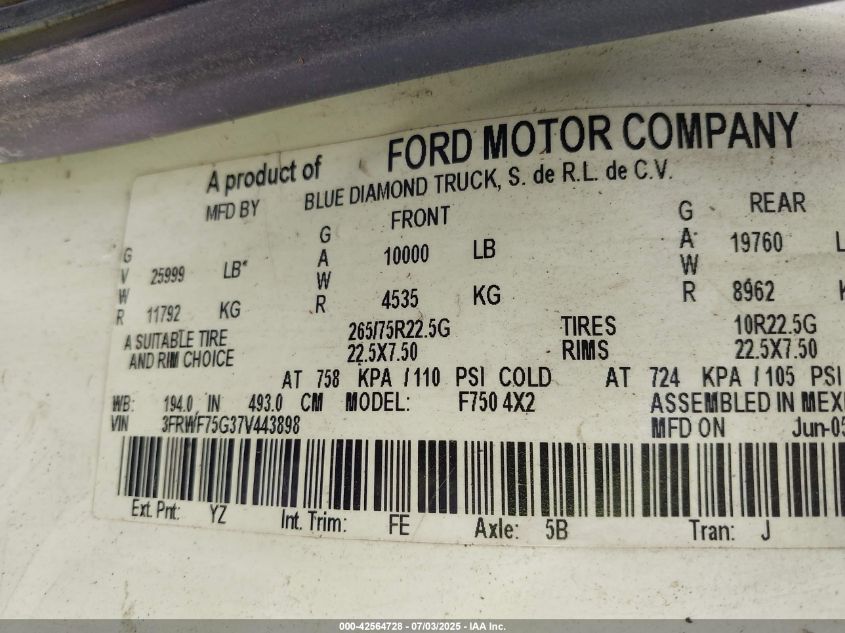 A product of FORD MOTOR COMPANY
MFD BY BLUE DIAMOND TRUCK, S. de R.L. de C.V.
GVWR 25999 LB*
11792 KG
FRONT GAWR 10000 LB
4535 KG
REAR GAWR 19760
8962
A SUITABLE TIRE 265/75R22.5G TIRES 10R22.5G
AND RIM CHOICE 22.5X7.50 RIMS 22.5X7.50
AT 758 KPA / 110 PSI COLD AT 724 KPA / 105 PSI
WB: 194.0 IN 493.0 CM MODEL: F750 4X2 ASSEMBLED IN
VIN 3FRWF75G37V443898 MFD ON
Ext. Pnt: YZ Int. Trim: FE Axle: 5B Tran: J
000-42564728 - 07/03/2025 - IAA Inc.